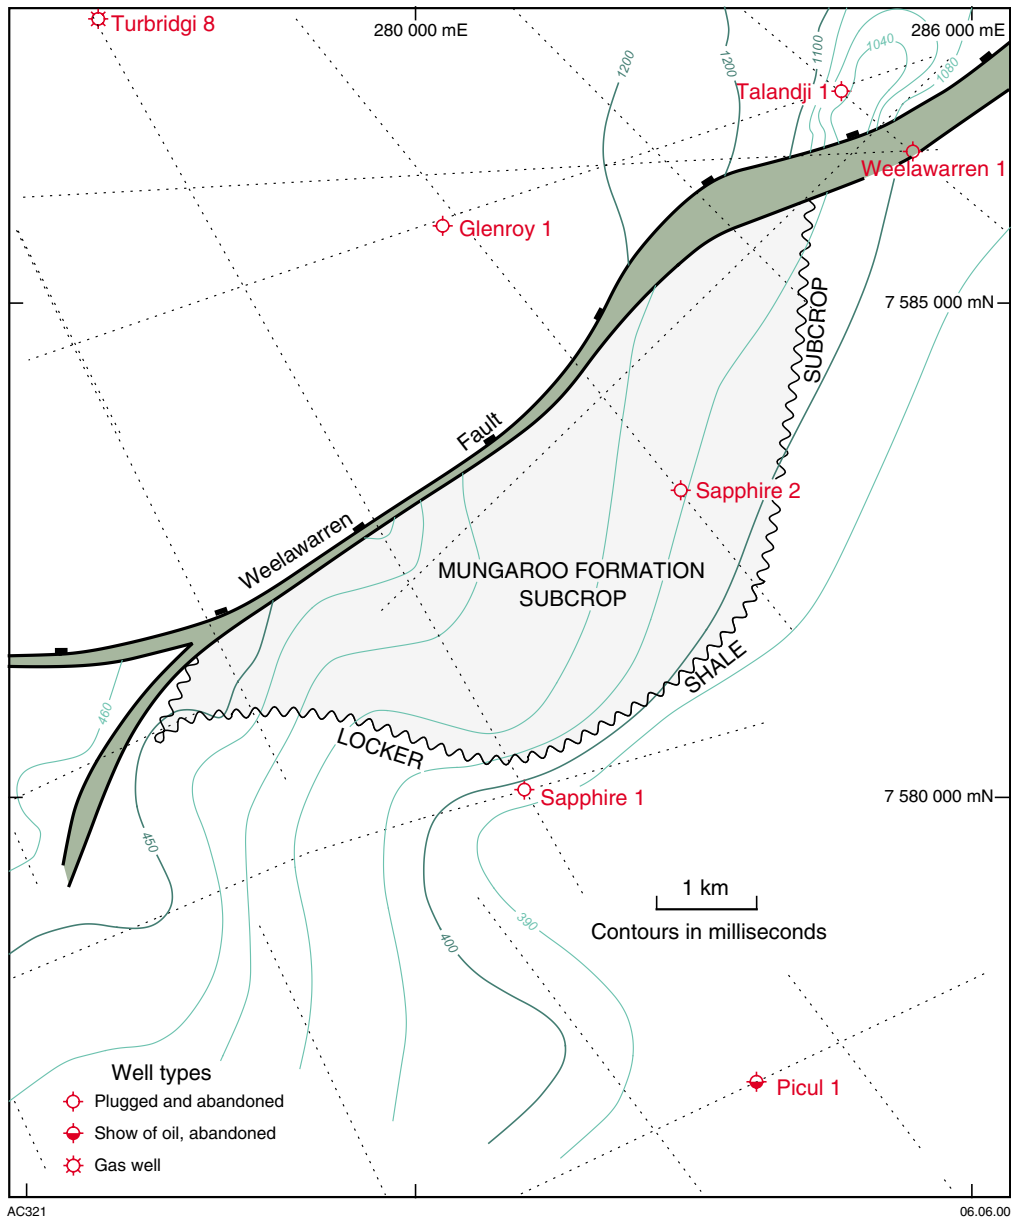 Turbridgi 8
280 000 mE
286 000 mE
1200
1200
1100
1040
1080
Talandji 1
Weelawarren 1
Glenroy 1
7 585 000 mN
SUBCROP
Fault
Weelawarren
Sapphire 2
MUNGAROO FORMATION
SUBCROP
SHALE
LOCKER
460
450
Sapphire 1
7 580 000 mN
1 km
Contours in milliseconds
390
400
Picul 1
Well types
Plugged and abandoned
Show of oil, abandoned
Gas well
AC321
06.06.00